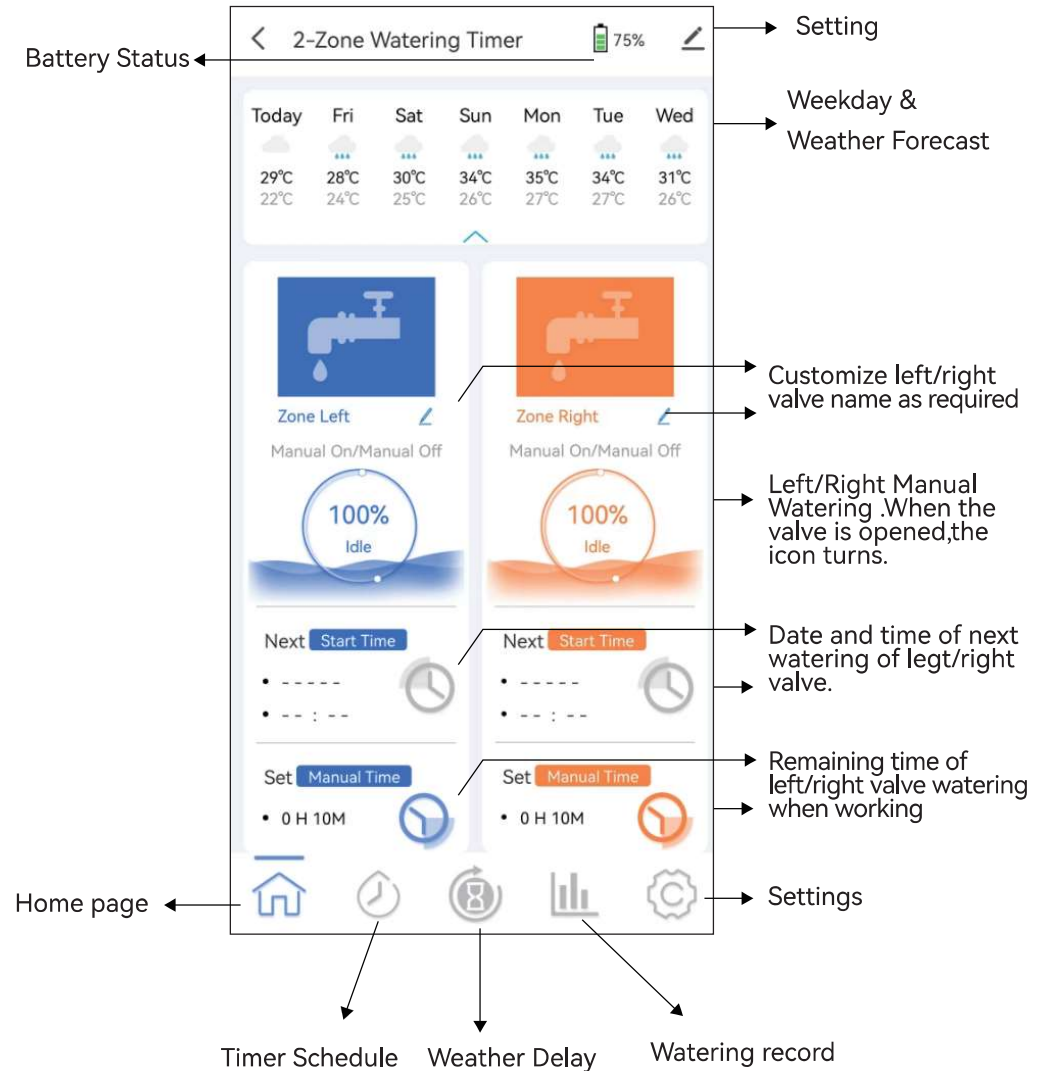 2-Zone Watering Timer 75%
Setting
Battery Status
Today Fri Sat Sun Mon Tue Wed
29℃ 28℃ 30℃ 34℃ 35℃ 34℃ 31℃
22℃ 24℃ 25℃ 26℃ 27℃ 27℃ 26℃
Weekday &
Weather Forecast
Zone Left
Zone Right
Customize left/right
valve name as required
Manual On/Manual Off
Manual On/Manual Off
100%
Idle
100%
Idle
Left/Right Manual
Watering .When the
valve is opened,the
icon turns.
Next Start Time
• - - - - -
• - - : - -
Next Start Time
• - - - - -
• - - : - -
Date and time of next
watering of legt/right
valve.
Set Manual Time
• 0 H 10M
Set Manual Time
• 0 H 10M
Remaining time of
left/right valve watering
when working
Home page
C
Settings
Timer Schedule
Weather Delay
Watering record